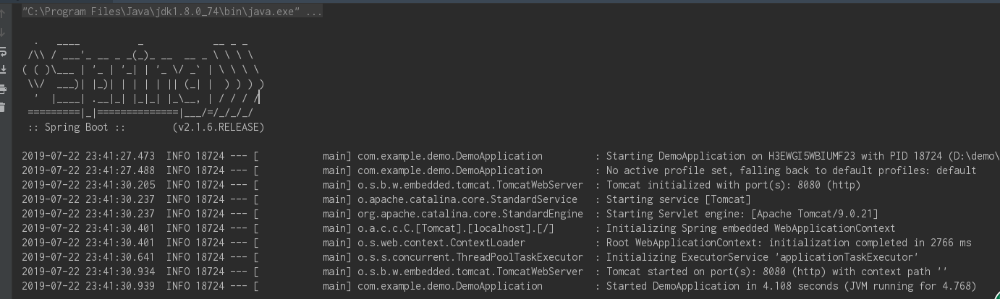 "C:\Program Files\Java\jdk1.8.0_74\bin\java.exe" ...
  .   ____          _            __ _ _
 /\\ / ___'_ __ _ _(_)_ __  __ _ \ \ \ \
( ( )\___ | '_ | '_| | '_ \/ _` | \ \ \ \
 \\/  ___)| |_)| | | | | || (_| |  ) ) ) )
  '  |____| .__|_| |_|_| |_\__, | / / / /
 =========|_|==============|___/=/_/_/_/
 :: Spring Boot ::        (v2.1.6.RELEASE)
2019-07-22 23:41:27.473  INFO 18724 --- [           main] com.example.demo.DemoApplication         : Starting DemoApplication on H3EWGI5WBIUMF23 with PID 18724 (D:\demo\
2019-07-22 23:41:27.488  INFO 18724 --- [           main] com.example.demo.DemoApplication         : No active profile set, falling back to default profiles: default
2019-07-22 23:41:30.205  INFO 18724 --- [           main] o.s.b.w.embedded.tomcat.TomcatWebServer  : Tomcat initialized with port(s): 8080 (http)
2019-07-22 23:41:30.237  INFO 18724 --- [           main] o.apache.catalina.core.StandardService   : Starting service [Tomcat]
2019-07-22 23:41:30.237  INFO 18724 --- [           main] org.apache.catalina.core.StandardEngine  : Starting Servlet engine: [Apache Tomcat/9.0.21]
2019-07-22 23:41:30.401  INFO 18724 --- [           main] o.a.c.c.C.[Tomcat].[localhost].[/]       : Initializing Spring embedded WebApplicationContext
2019-07-22 23:41:30.401  INFO 18724 --- [           main] o.s.web.context.ContextLoader            : Root WebApplicationContext: initialization completed in 2766 ms
2019-07-22 23:41:30.641  INFO 18724 --- [           main] o.s.s.concurrent.ThreadPoolTaskExecutor  : Initializing ExecutorService 'applicationTaskExecutor'
2019-07-22 23:41:30.934  INFO 18724 --- [           main] o.s.b.w.embedded.tomcat.TomcatWebServer  : Tomcat started on port(s): 8080 (http) with context path ''
2019-07-22 23:41:30.939  INFO 18724 --- [           main] com.example.demo.DemoApplication         : Started DemoApplication in 4.108 seconds (JVM running for 4.768)